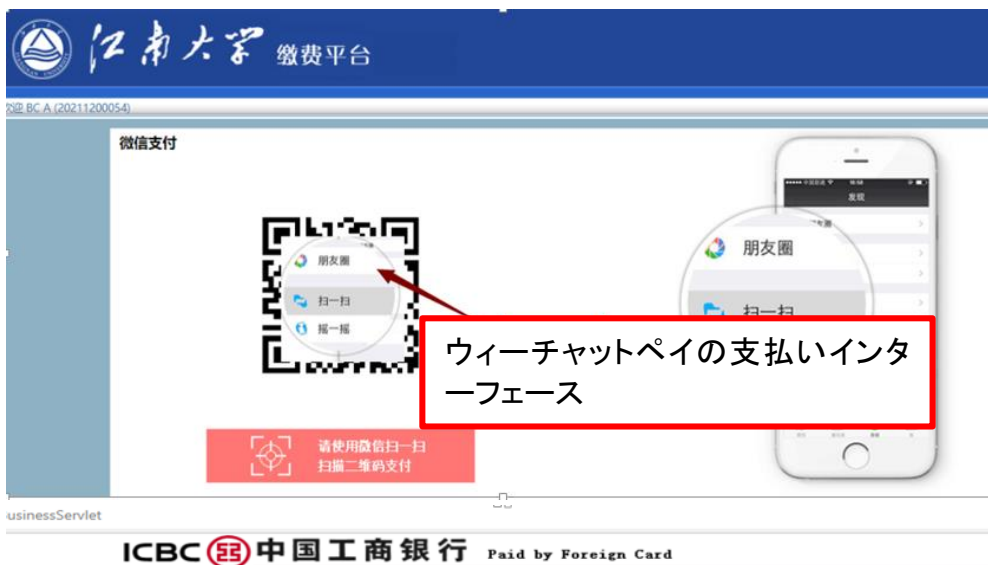 江南大学 缴费平台
欢迎 BC A (20211200054)
微信支付
发现
朋友圈
扫一扫
摇一摇
朋友圈
扫一扫
ウィーチャットペイの支払いインタ
ーフェース
请使用微信扫一扫
扫描二维码支付
usinessServlet
ICBC 中国工商银行 Paid by Foreign Card